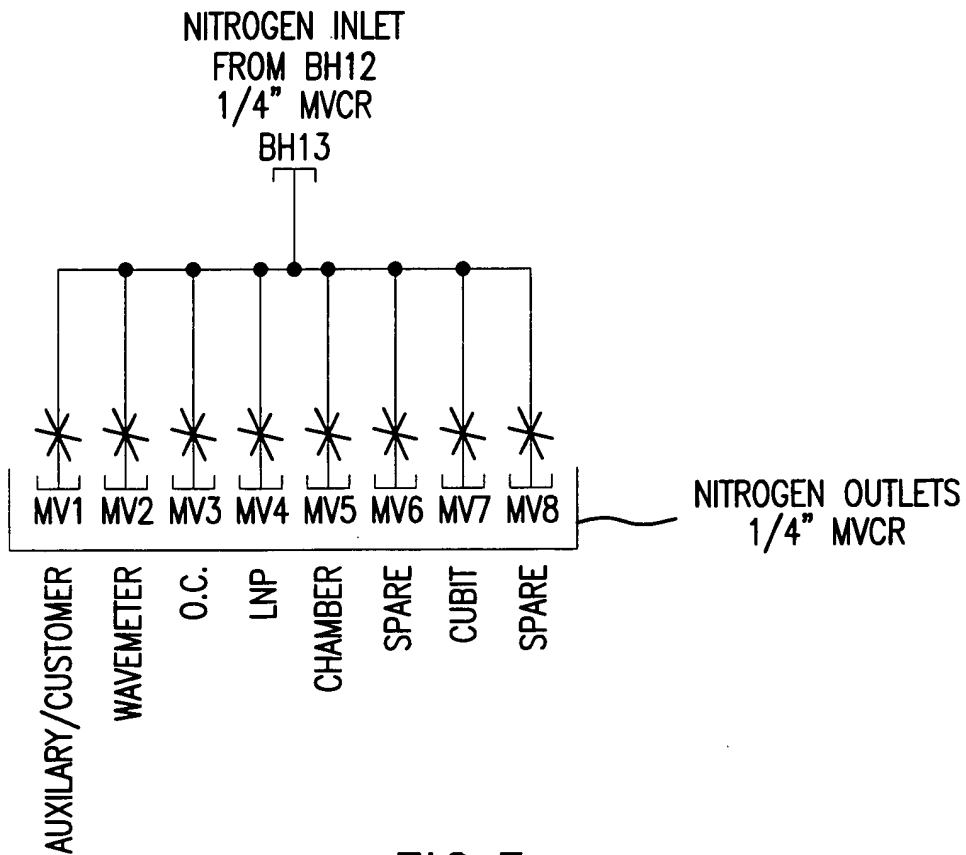 NITROGEN INLET
FROM BH12
1/4" MVCR
BH13
MV1 MV2 MV3 MV4 MV5 MV6 MV7 MV8
NITROGEN OUTLETS
1/4" MVCR
AUXILARY/CUSTOMER
WAVEMETER
O.C.
LNP
CHAMBER
SPARE
CUBIT
SPARE